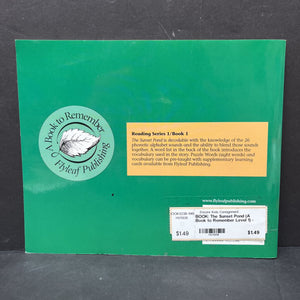 A Book to Remember
Flyleaf Publishing
Reading Series 1/Book 1
The Sunset Pond is decodable with the knowledge of the 26
phonetic alphabet sounds and the ability to blend those sounds
together. A word list in the back of the book introduces the
vocabulary used in the story. Puzzle Words (sight words) and
vocabulary can be pre-taught with supplementary learning
cards available from Flyleaf Publishing.
www.flyleafpublishing.com
Encore Kids Consignment
BOOK: The Sunset Pond (A
Book to Remember Level 1) -
$1.49
$1.49